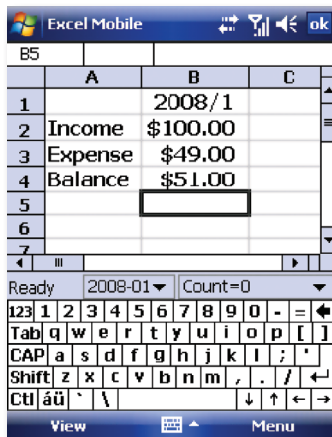 Excel Mobile ok
B5
A B C
1 2008/1
2 Income $100.00
3 Expense $49.00
4 Balance $51.00
5
6
7
Ready 2008-01 Count=0
123 1 2 3 4 5 6 7 8 9 0 - =
Tab q w e r t y u i o p [ ]
CAP a s d f g h j k l ; '
Shift z x c v b n m , . /
Ctl áü ` \
View Menu